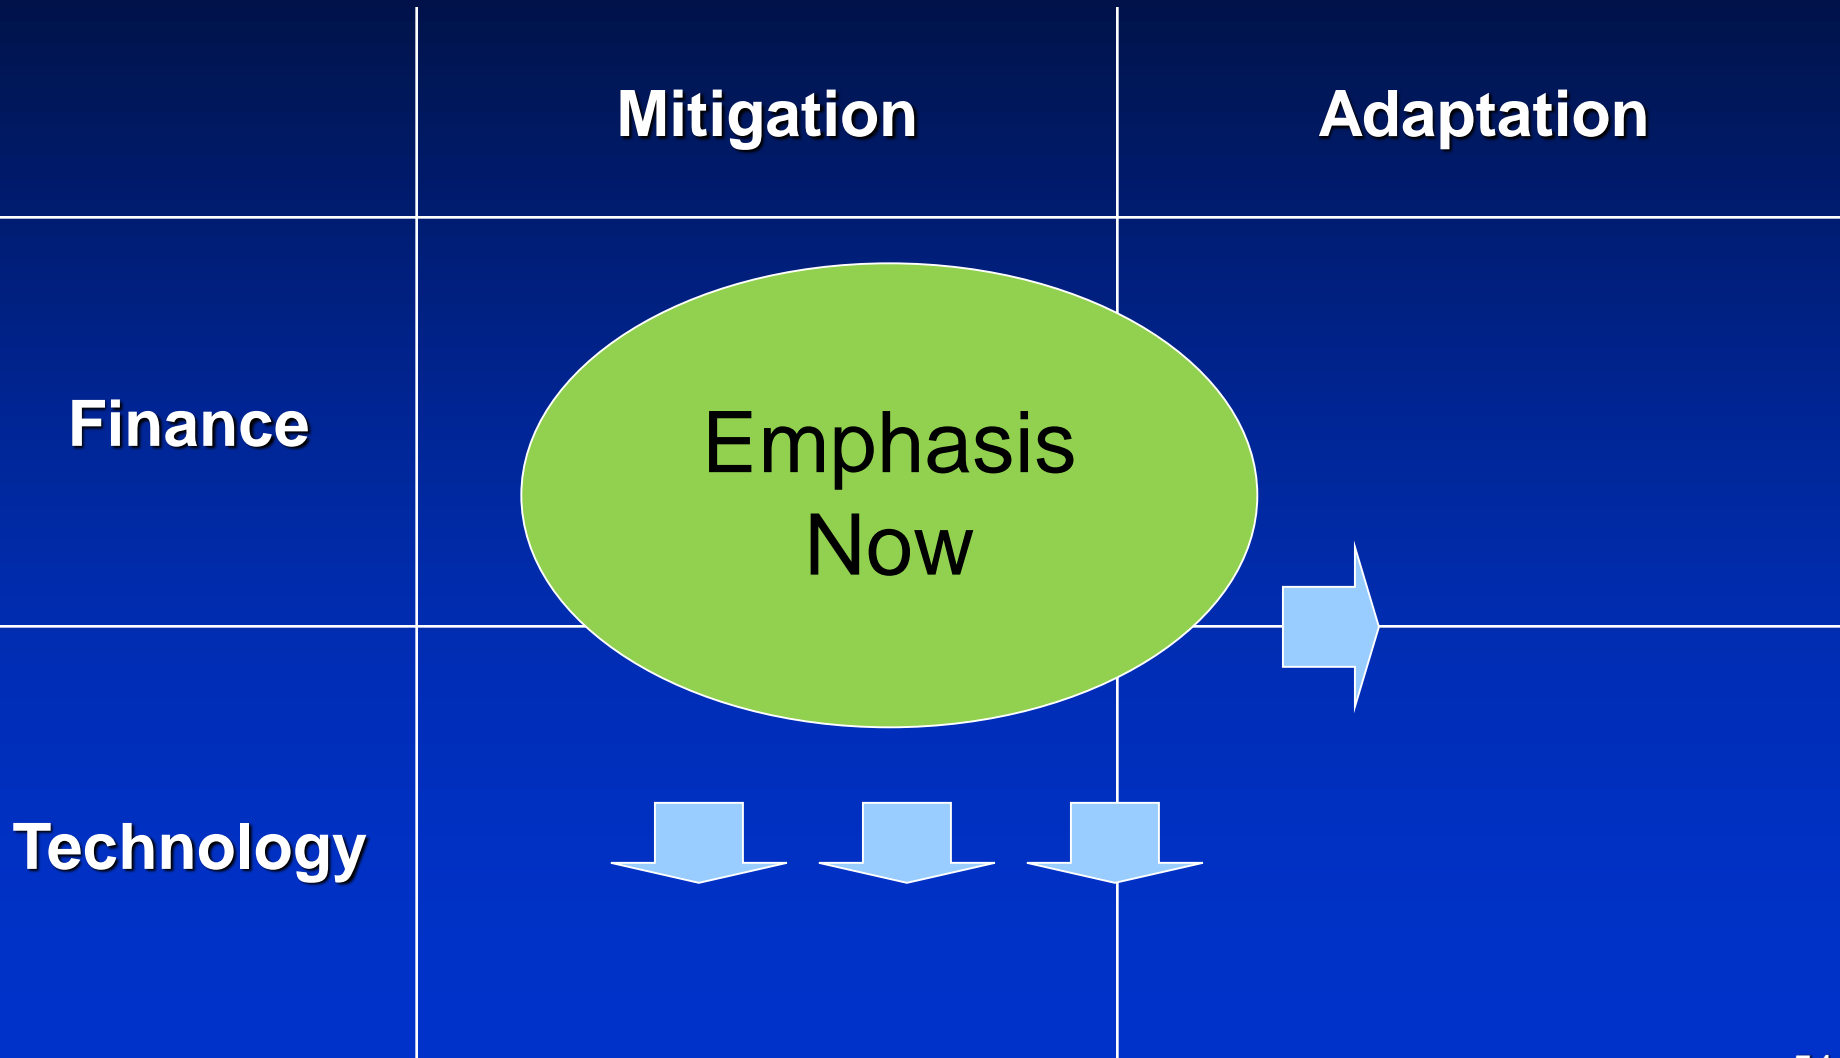 Mitigation
Adaptation
Finance
Emphasis
Now
Technology